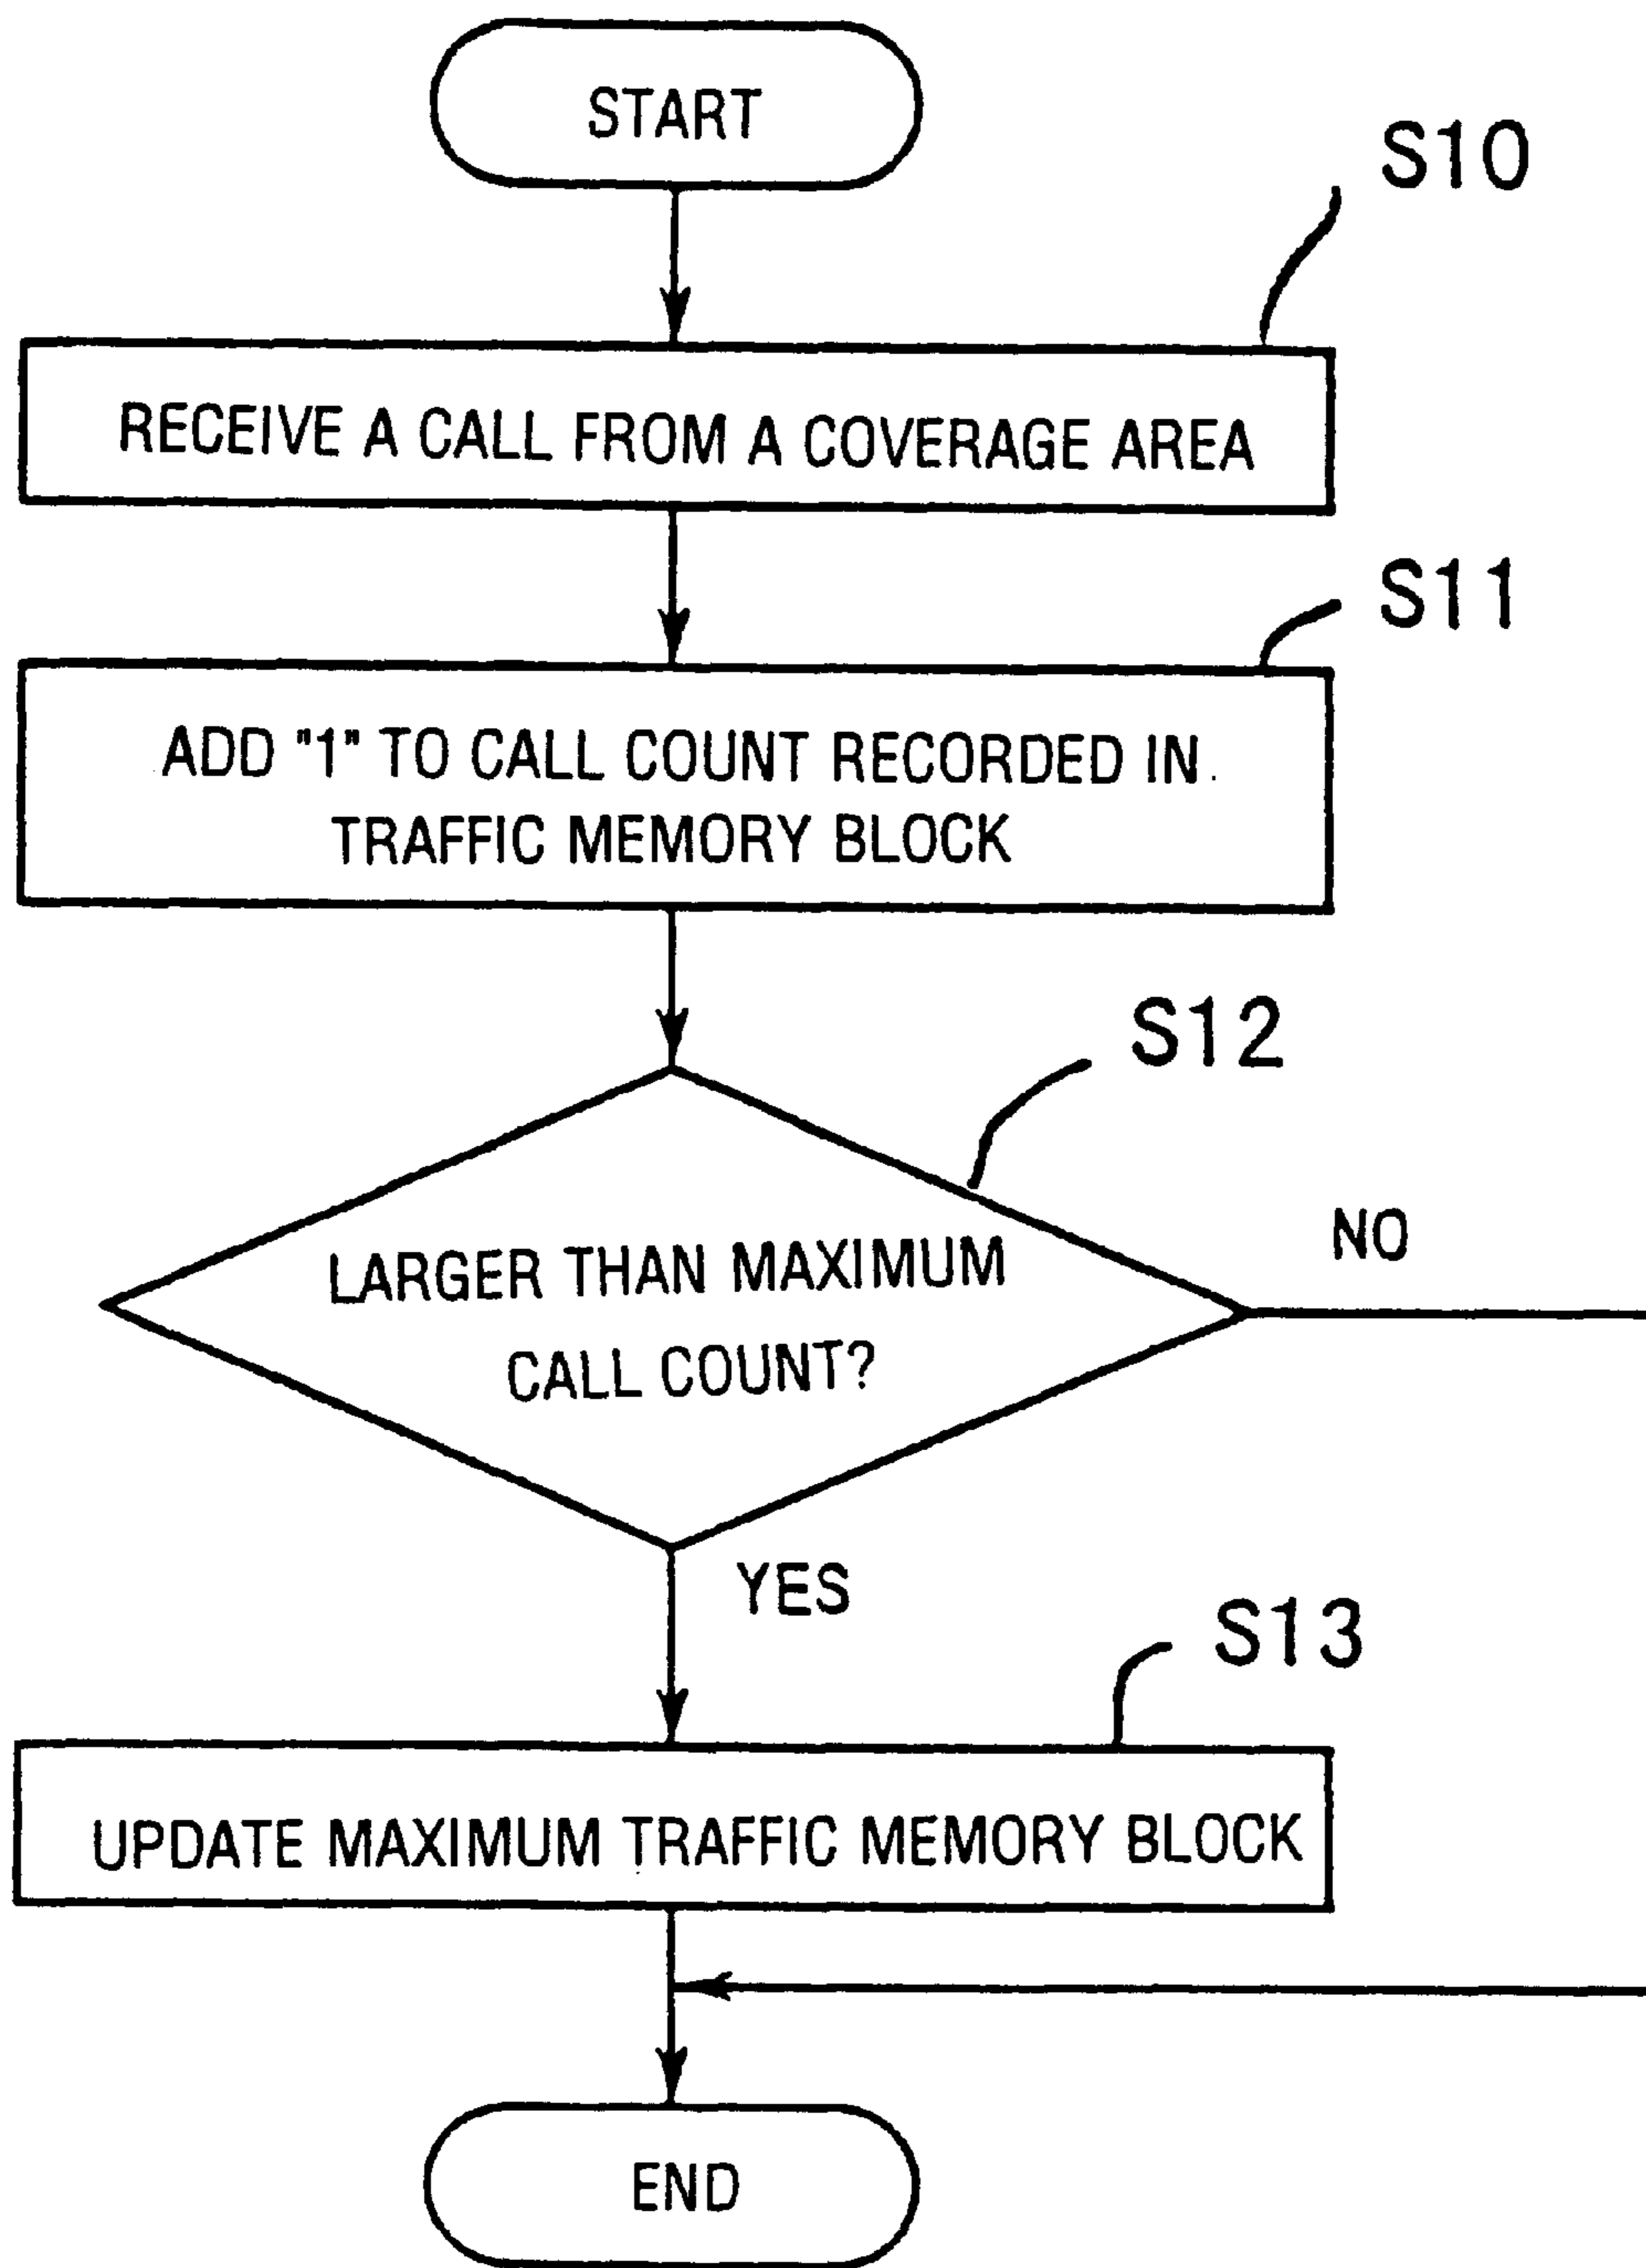 START
S10
RECEIVE A CALL FROM A COVERAGE AREA
S11
ADD "1" TO CALL COUNT RECORDED IN
TRAFFIC MEMORY BLOCK
S12
LARGER THAN MAXIMUM
CALL COUNT?
NO
YES
S13
UPDATE MAXIMUM TRAFFIC MEMORY BLOCK
END